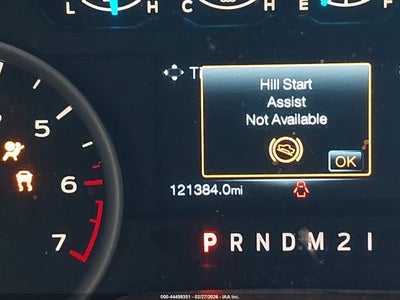 L H C H E F
Tr
Hill Start
Assist
Not Available
OK
5
6
7
121384.0mi
P R N D M 2 1
000-44499351 - 02/27/2026 - IAA Inc.